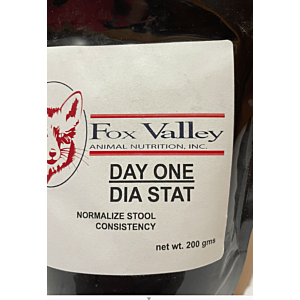 Fox Valley
ANIMAL NUTRITION, INC.
DAY ONE
DIA STAT
NORMALIZE STOOL
CONSISTENCY
net wt. 200 gms